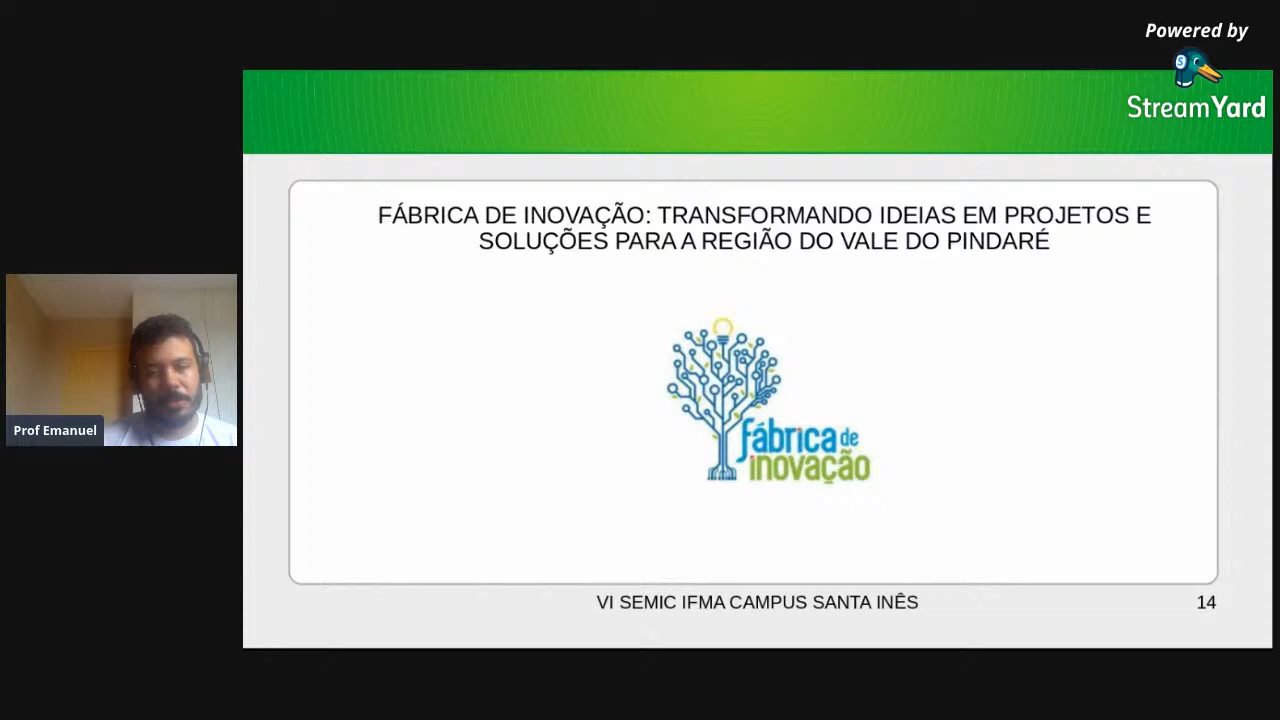 Powered by
StreamYard
FÁBRICA DE INOVAÇÃO: TRANSFORMANDO IDEIAS EM PROJETOS E
SOLUÇÕES PARA A REGIÃO DO VALE DO PINDARÉ
fábrica de
inovação
Prof Emanuel
VI SEMIC IFMA CAMPUS SANTA INÊS
14